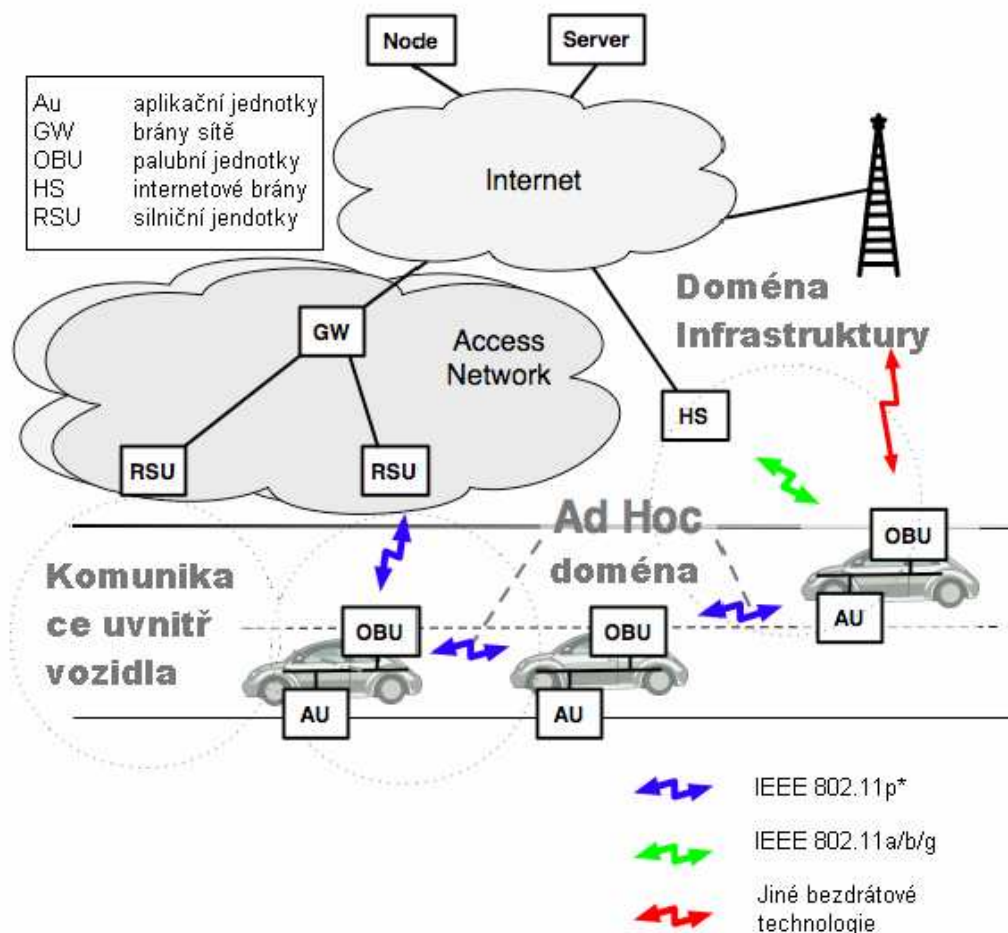 Node
Server
Au aplikační jednotky
GW brány sítě
OBU palubní jednotky
HS internetové brány
RSU silniční jendotky
Internet
Doména
Infrastruktury
GW
Access
Network
HS
RSU
RSU
Ad Hoc
doména
OBU
Komunika
ce uvnitř
vozidla
OBU
OBU
AU
AU
AU
IEEE 802.11p*
IEEE 802.11a/b/g
Jiné bezdrátové
technologie